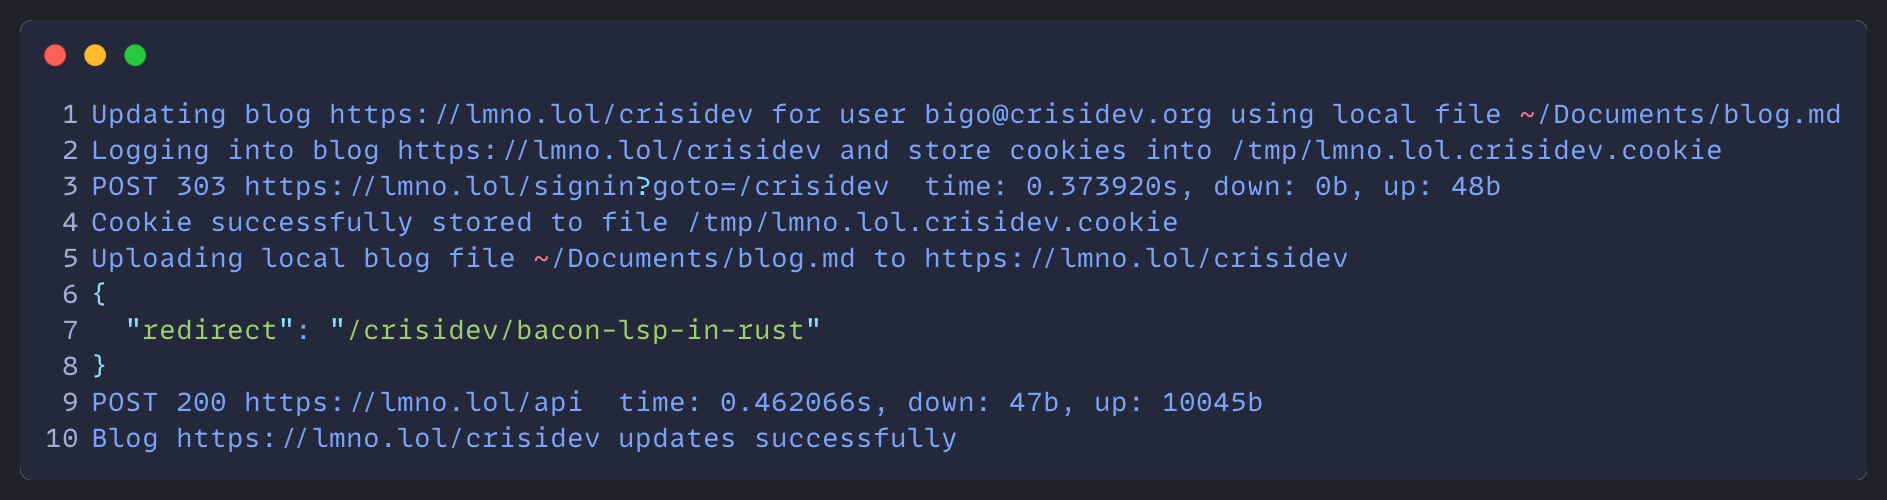 1 Updating blog https://lmno.lol/crisidev for user bigo@crisidev.org using local file ~/Documents/blog.md
2 Logging into blog https://lmno.lol/crisidev and store cookies into /tmp/lmno.lol.crisidev.cookie
3 POST 303 https://lmno.lol/signin?goto=/crisidev  time: 0.373920s, down: 0b, up: 48b
4 Cookie successfully stored to file /tmp/lmno.lol.crisidev.cookie
5 Uploading local blog file ~/Documents/blog.md to https://lmno.lol/crisidev
6 {
7   "redirect": "/crisidev/bacon-lsp-in-rust"
8 }
9 POST 200 https://lmno.lol/api  time: 0.462066s, down: 47b, up: 10045b
10 Blog https://lmno.lol/crisidev updates successfully